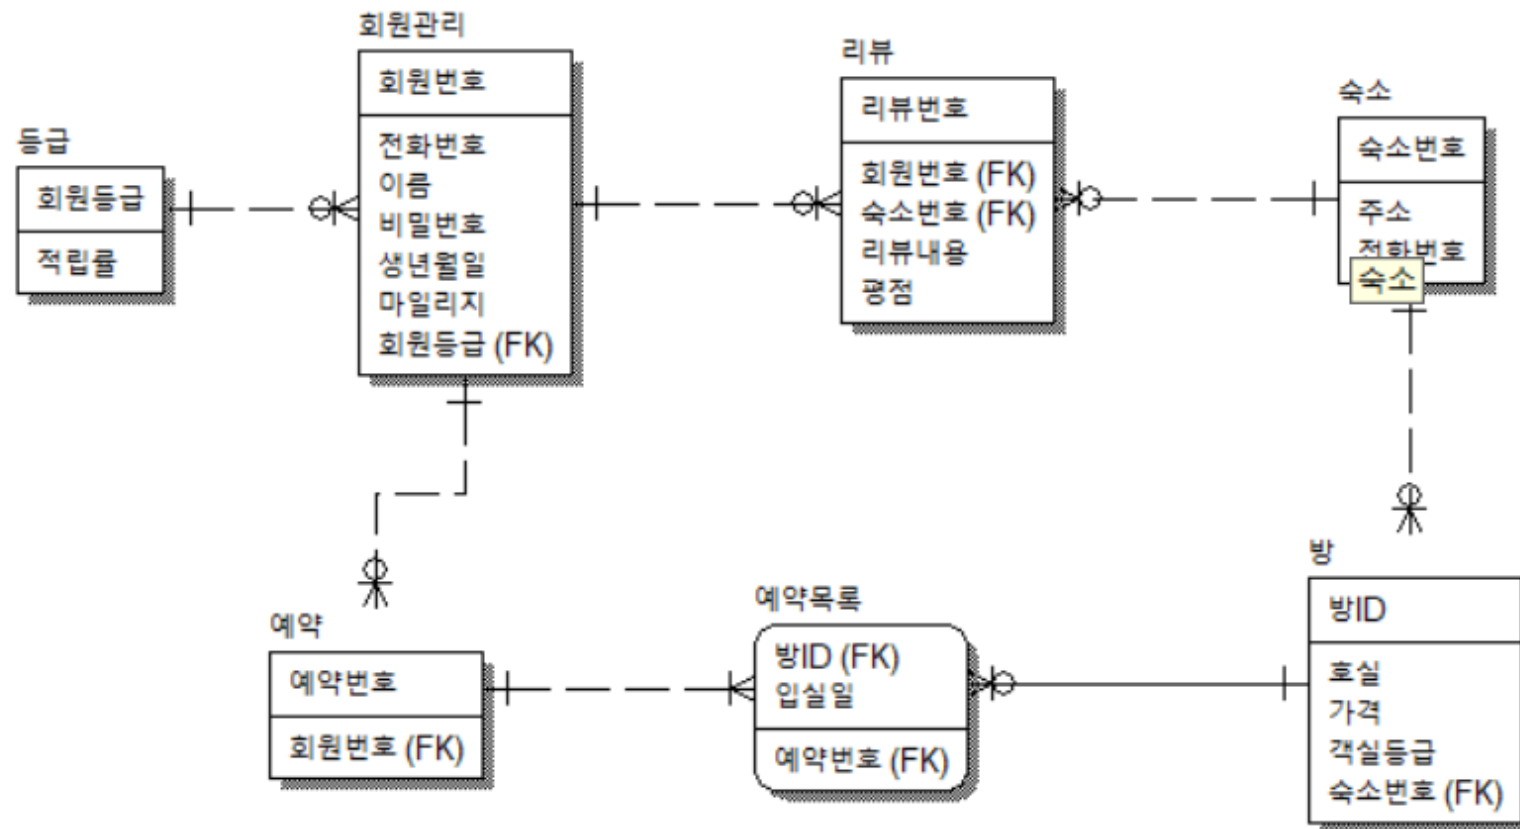 등급
회원등급
적립률
회원관리
회원번호
전화번호
이름
비밀번호
생년월일
마일리지
회원등급 (FK)
리뷰
리뷰번호
회원번호 (FK)
숙소번호 (FK)
리뷰내용
평점
숙소
숙소번호
주소
전화번호
숙소
예약
예약번호
회원번호 (FK)
예약목록
방ID (FK)
입실일
예약번호 (FK)
방
방ID
호실
가격
객실등급
숙소번호 (FK)